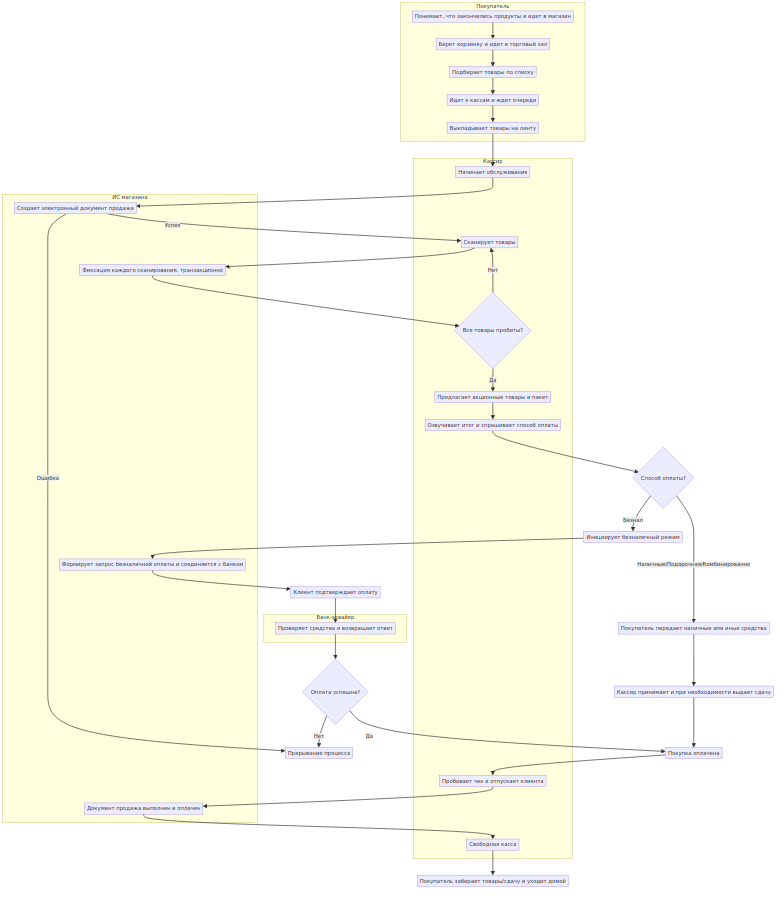 Покупатель
Понимает, что закончились продукты и идет в магазин
Берет корзинку и идет в торговый зал
Подбирает товары по списку
Идет к кассам и ждет очереди
Выкладывает товары на ленту
Кассир
Начинает обслуживание
ИС магазина
Создает электронный документ продажа
Успех
Сканирует товары
Фиксация каждого сканирования, транзакционно
Нет
Все товары пробиты?
Да
Предлагает акционные товары и пакет
Озвучивает итог и спрашивает способ оплаты
Ошибка
Способ оплаты?
Безнал
Инициирует безналичный режим
Наличные/Подарочная/Комбинированно
Формирует запрос безналичной оплаты и соединяется с банком
Клиент подтверждает оплату
Банк-эквайер
Проверяет средства и возвращает ответ
Покупатель передает наличные или иные средства
Оплата успешна?
Кассир принимает и при необходимости выдает сдачу
Нет
Да
Прерывание процесса
Покупка оплачена
Пробивает чек и отпускает клиента
Документ продажа выполнен и оплачен
Свободная касса
Покупатель забирает товары/сдачу и уходит домой